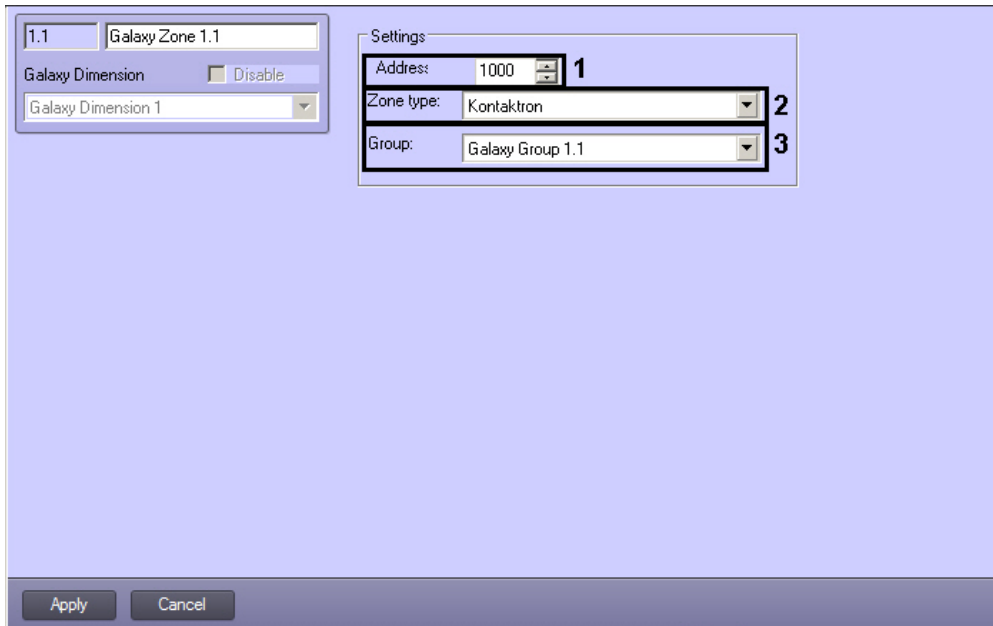 1.1 Galaxy Zone 1.1
Galaxy Dimension Disable
Galaxy Dimension 1
Settings
Address: 1000 1
Zone type: Kontaktron 2
Group: Galaxy Group 1.1 3
Apply Cancel